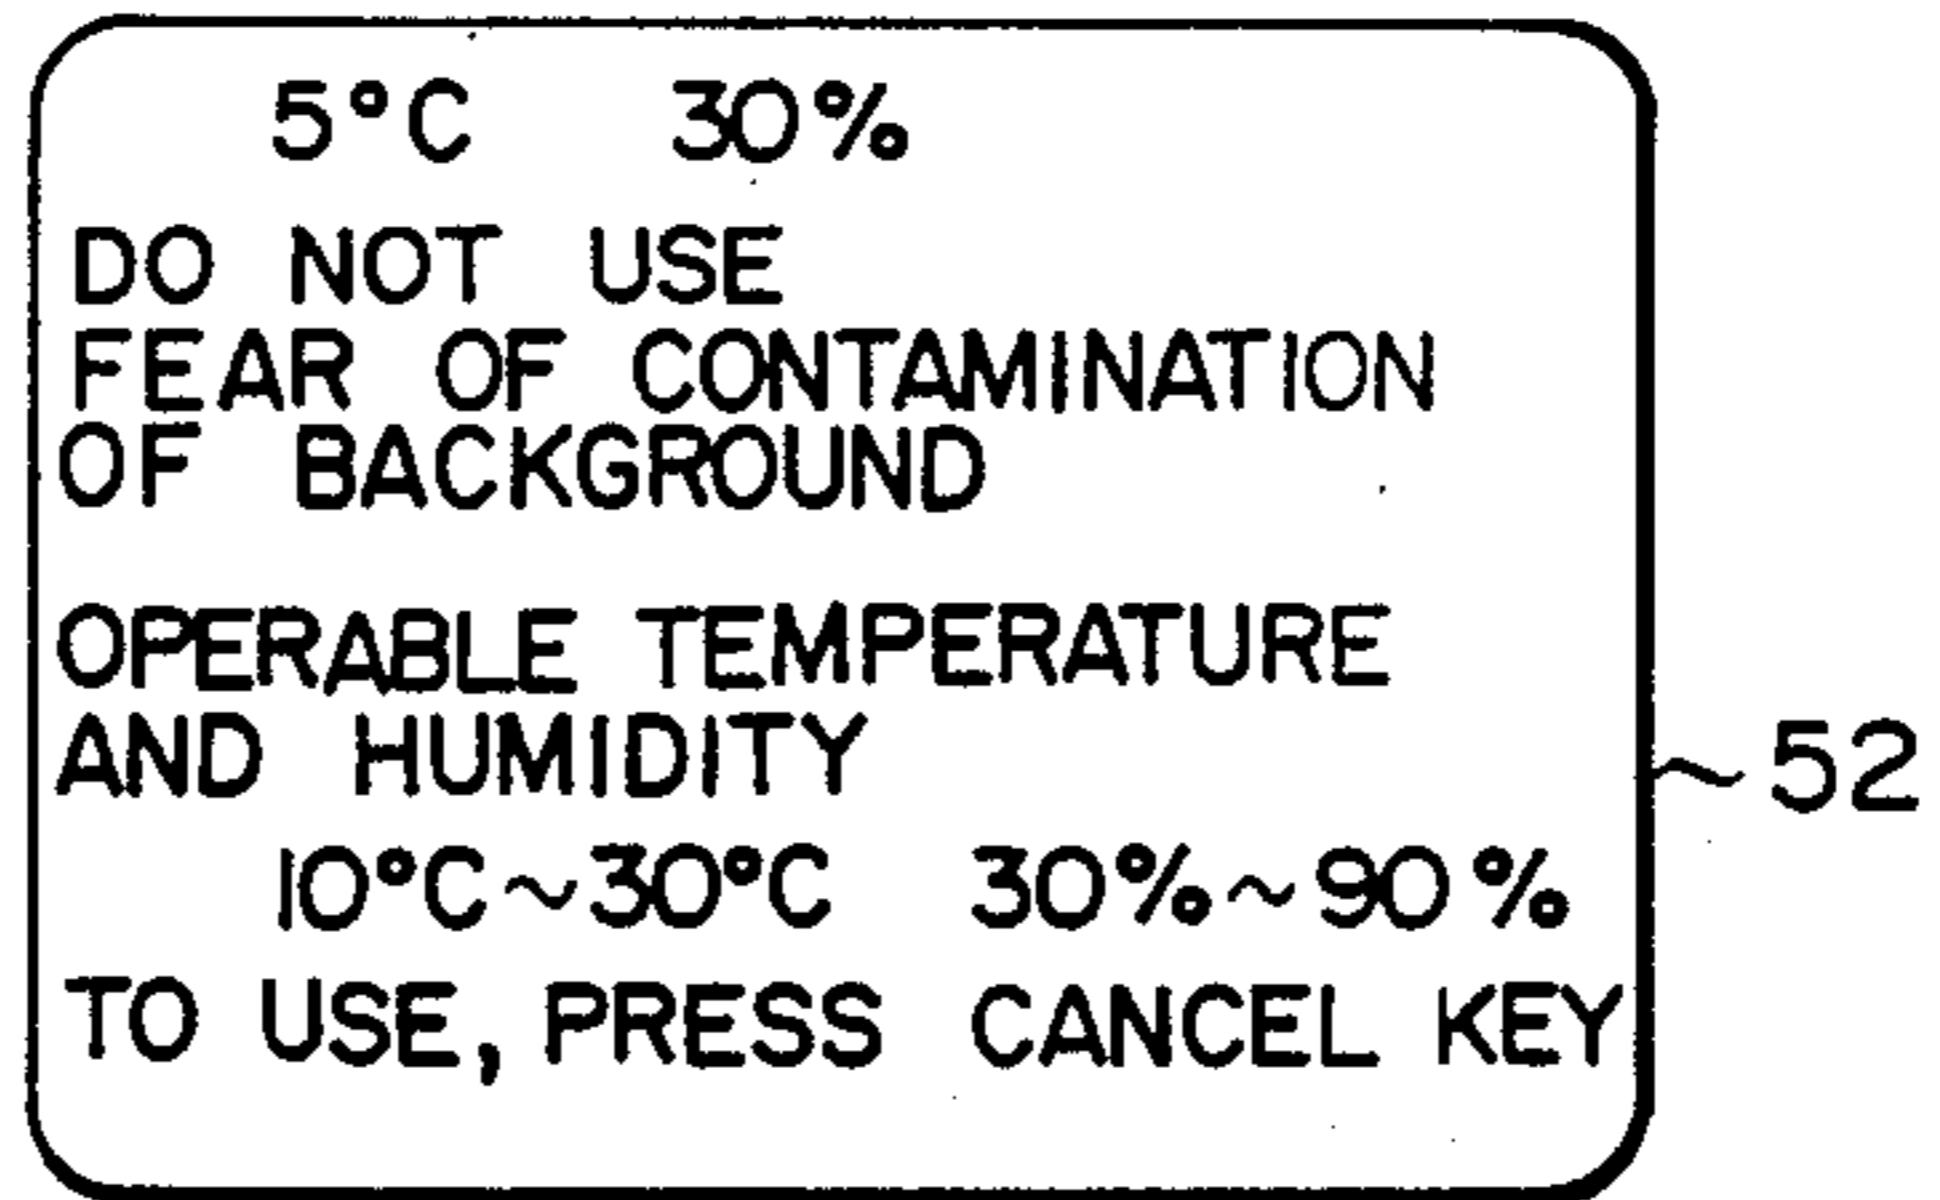 5°C 30%
DO NOT USE
FEAR OF CONTAMINATION
OF BACKGROUND
OPERABLE TEMPERATURE
AND HUMIDITY
10°C~30°C 30%~90%
TO USE, PRESS CANCEL KEY
52